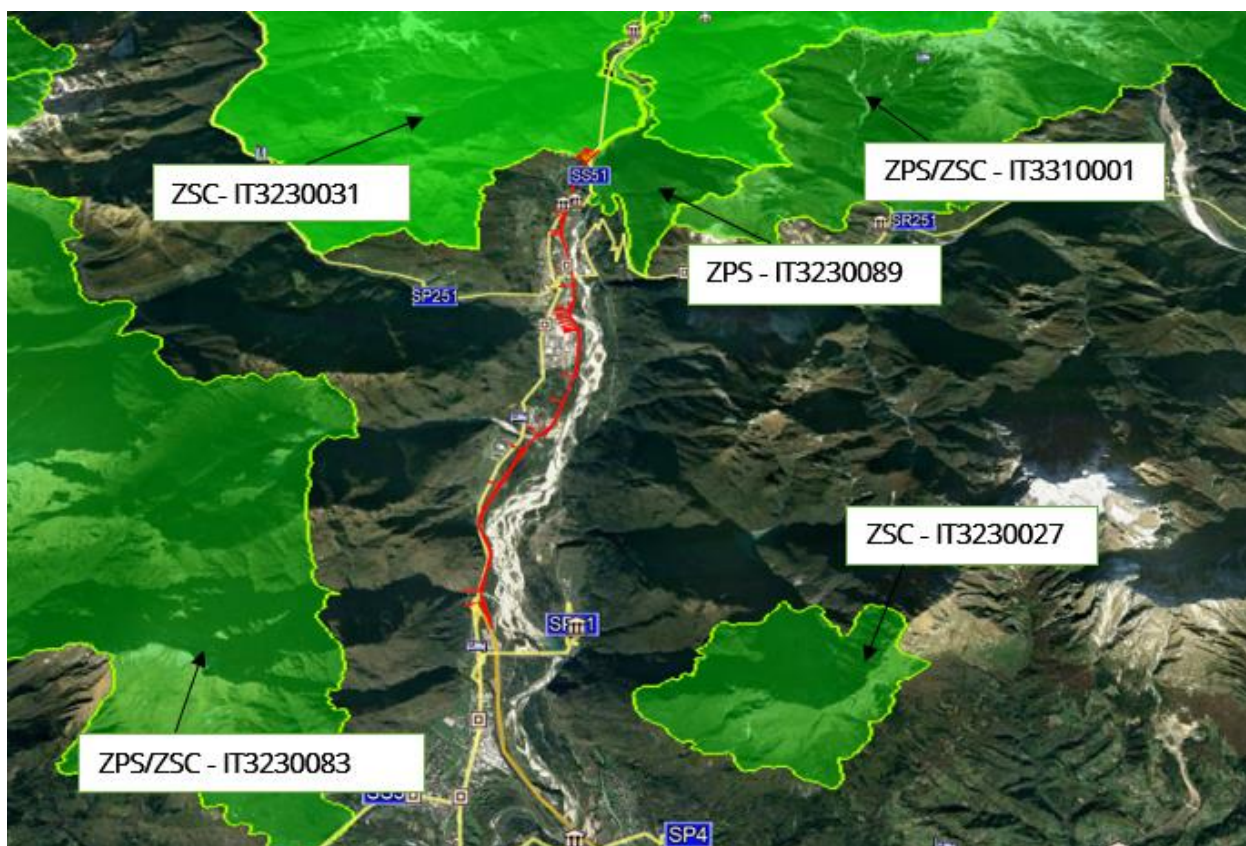 ZSC- IT3230031
SS51
ZPS/ZSC - IT3310001
SR251
ZPS - IT3230089
SP251
ZSC - IT3230027
ZPS/ZSC - IT3230083
SP4